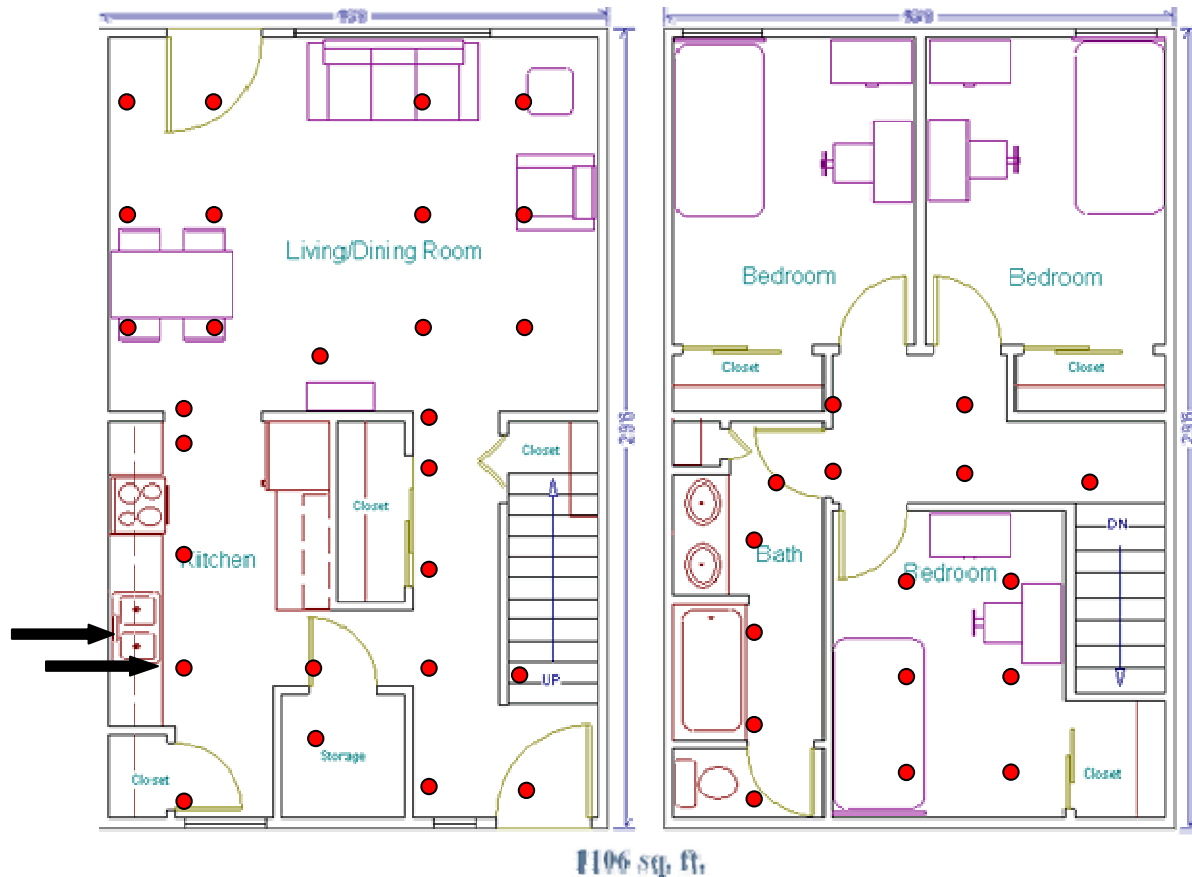 Living/Dining Room
Bedroom
Bedroom
Closet
Closet
Closet
Closet
Kitchen
Bath
Bedroom
DN
UP
Storage
Closet
Closet
1106 sq. ft.